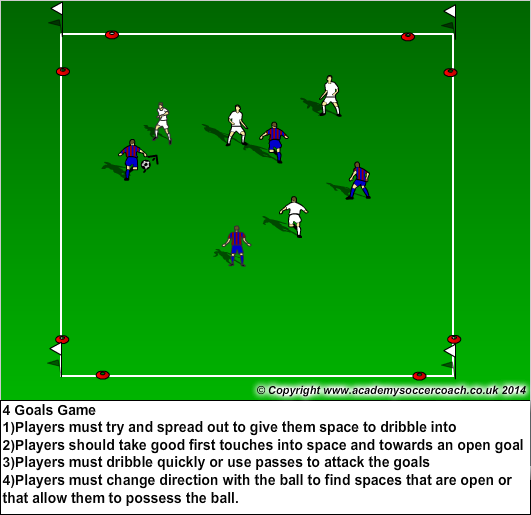 © Copyright www.academysoccercoach.co.uk 2014
4 Goals Game
1)Players must try and spread out to give them space to dribble into
2)Players should take good first touches into space and towards an open goal
3)Players must dribble quickly or use passes to attack the goals
4)Players must change direction with the ball to find spaces that are open or
that allow them to possess the ball.